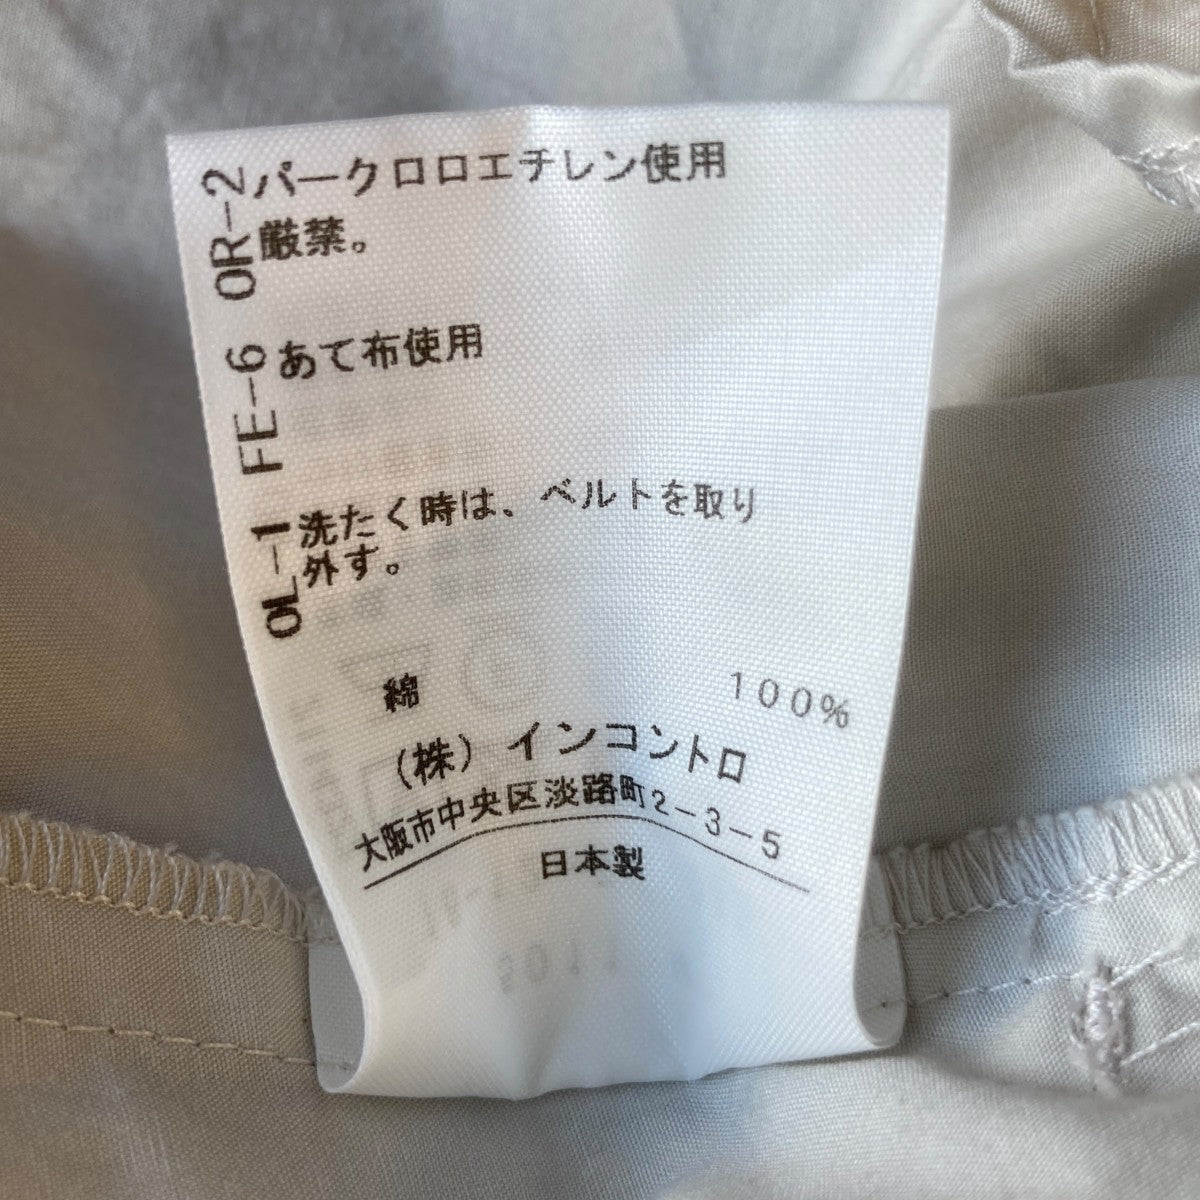 OR-2 パークロロエチレン使用
厳禁。
FE-6 あて布使用
OL-1 洗たく時は、ベルトを取り
外す。
綿 100%
(株) インコントロ
大阪市中央区淡路町2-3-5
日本製